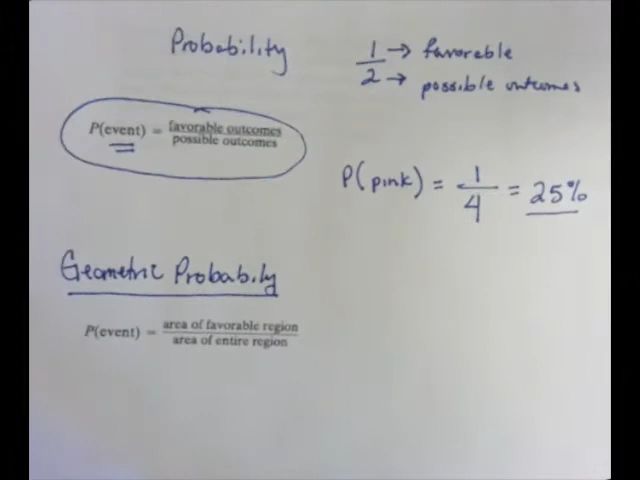 Probability
1/2 → favorable
→ possible outcomes
P(event) = favorable outcomes / possible outcomes
P(pink) = 1/4 = 25%
Geometric Probability
P(event) = area of favorable region / area of entire region